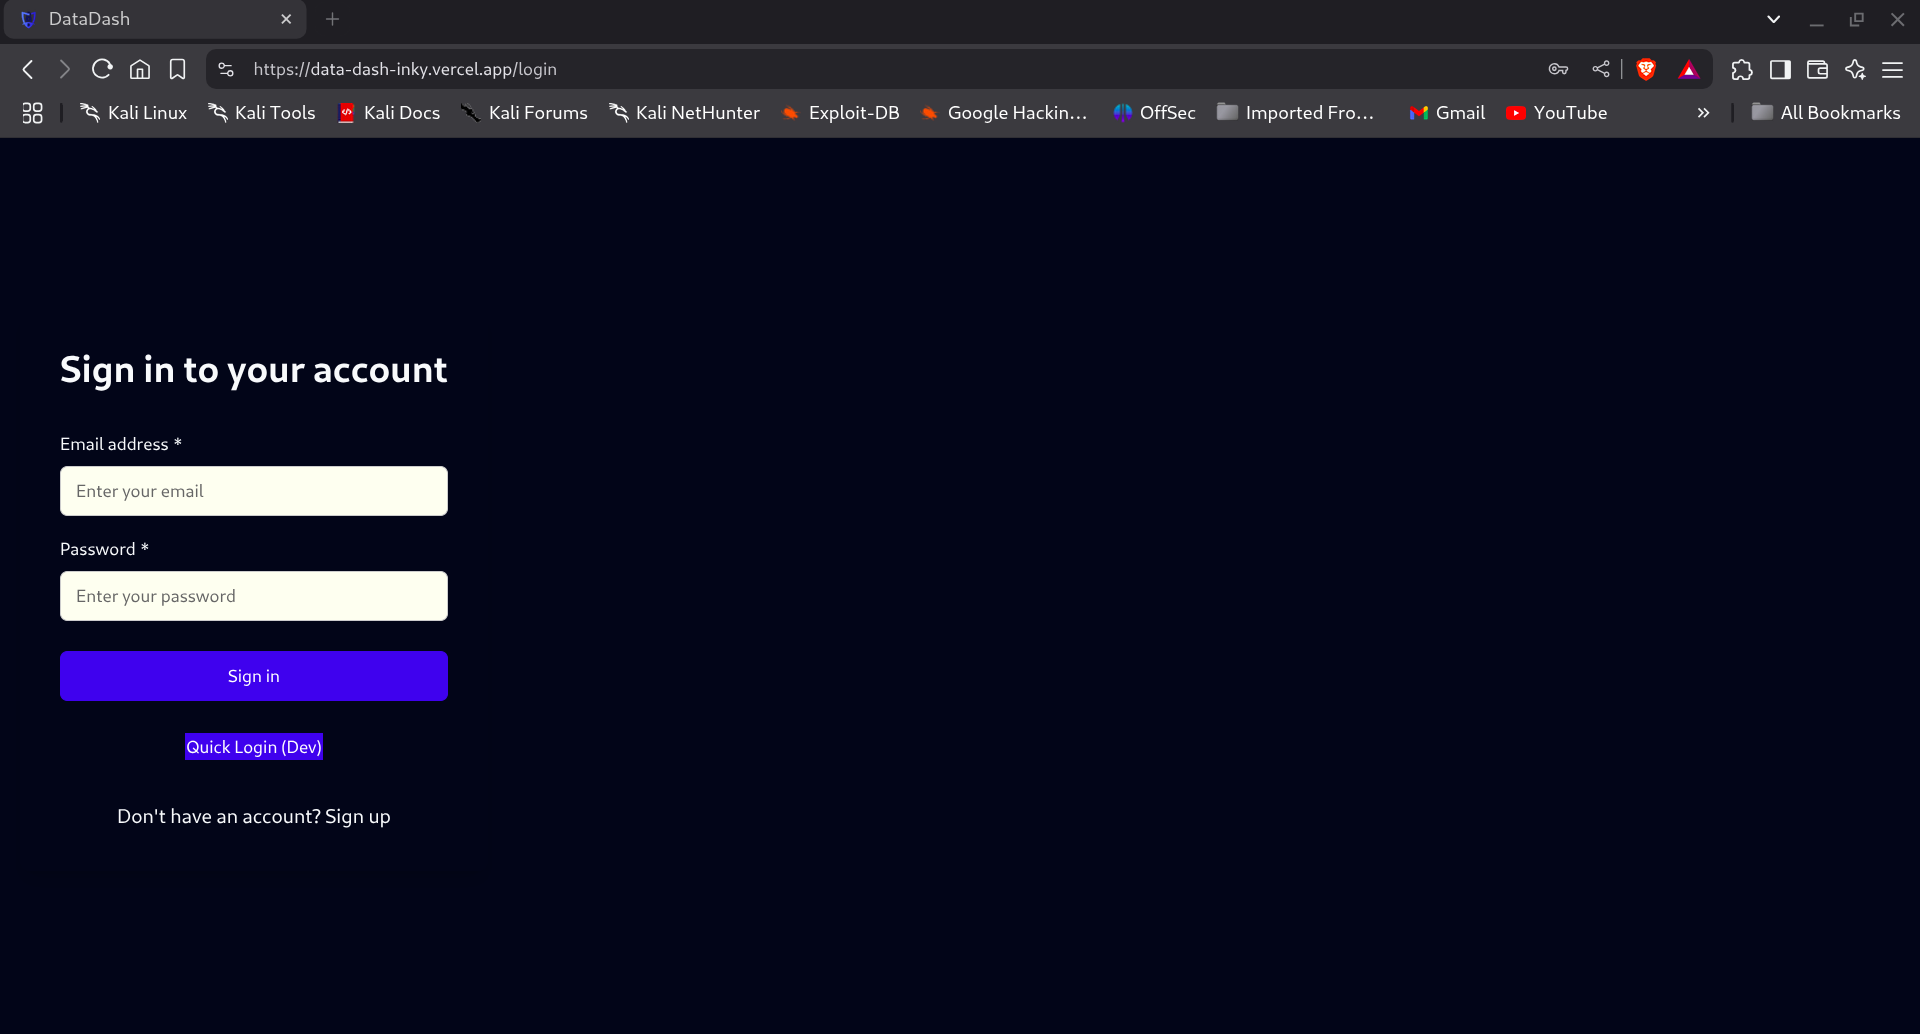 DataDash
https://data-dash-inky.vercel.app/login
Kali Linux
Kali Tools
Kali Docs
Kali Forums
Kali NetHunter
Exploit-DB
Google Hackin...
OffSec
Imported Fro...
Gmail
YouTube
All Bookmarks
Sign in to your account
Email address *
Enter your email
Password *
Enter your password
Sign in
Quick Login (Dev)
Don't have an account? Sign up